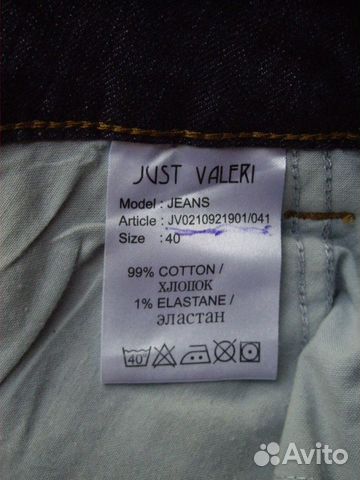 JUST VALERI
Model : JEANS
Article : JV0210921901/041
Size : 40
99% COTTON /
ХЛОПОК
1% ELASTANE /
эластан
40
Avito